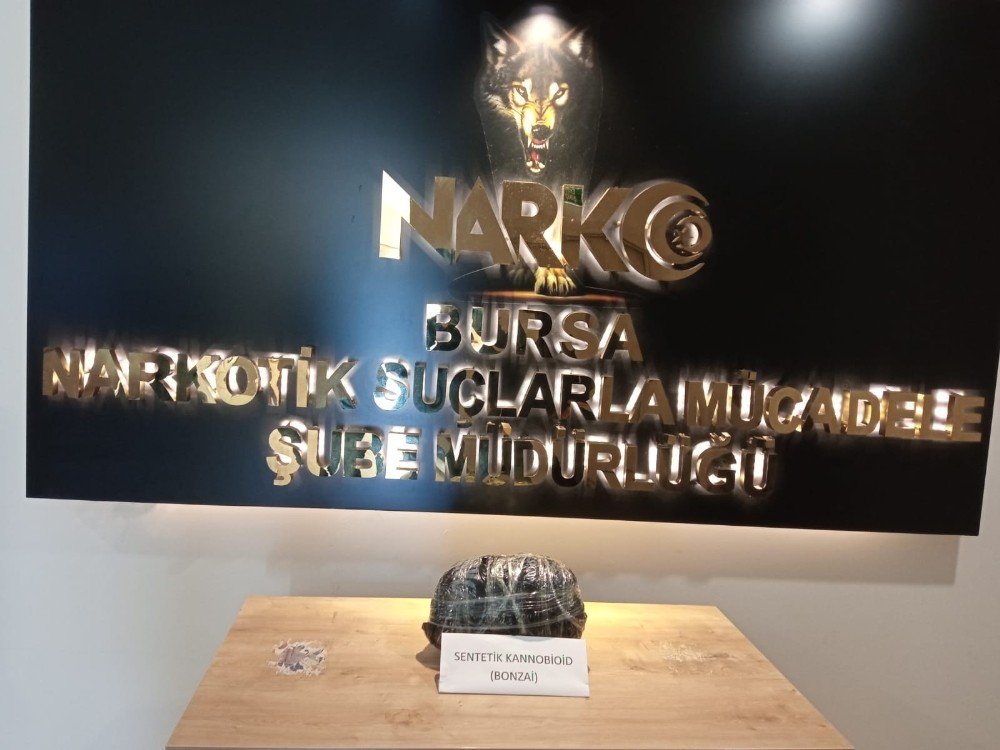 NARKO
BURSA
NARKOTİK SUÇLARLA MÜCADELE
ŞUBE MÜDÜRLÜĞÜ
SENTETİK KANNOBİOİD
(BONZAİ)